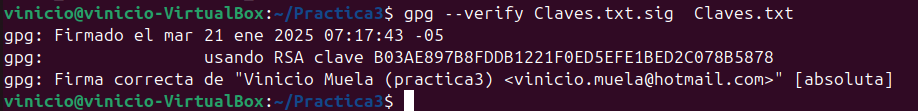 vinicio@vinicio-VirtualBox:~/Practica3$ gpg --verify Claves.txt.sig  Claves.txt
gpg: Firmado el mar 21 ene 2025 07:17:43 -05
gpg:                usando RSA clave B03AE897B8FDDB1221F0ED5EFE1BED2C078B5878
gpg: Firma correcta de "Vinicio Muela (practica3) <vinicio.muela@hotmail.com>" [absoluta]
vinicio@vinicio-VirtualBox:~/Practica3$